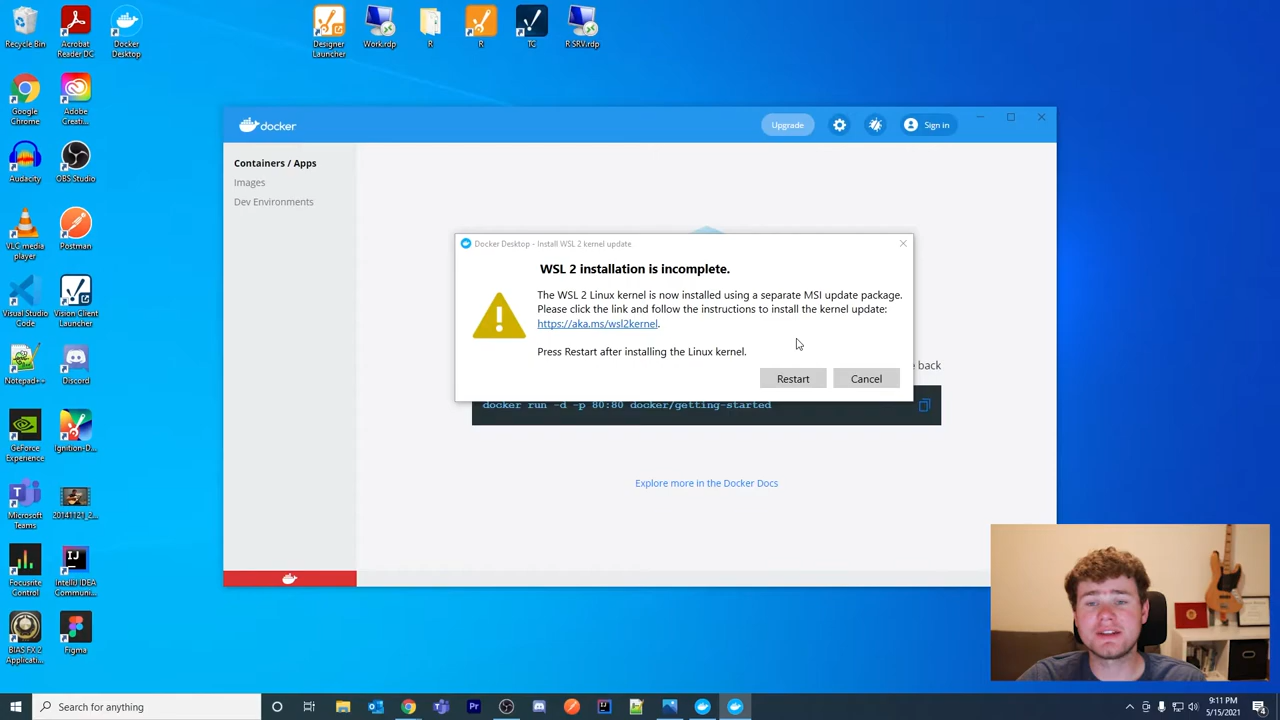 Recycle Bin
Acrobat Reader DC
Docker Desktop
Designer Launcher
Work.rdp
R
R
TC
R.SRV.rdp
Google Chrome
Adobe Creati...
Audacity
OBS Studio
VLC media player
Postman
Visual Studio Code
Vision Client Launcher
Notepad++
Discord
GeForce Experience
Ignition-D...
Microsoft Teams
20141121_2...
Focusrite Control
IntelliJ IDEA Communi...
BIAS FX 2 Applicati...
Figma
docker
Upgrade
Sign in
Containers / Apps
Images
Dev Environments
Docker Desktop - Install WSL 2 kernel update
WSL 2 installation is incomplete.
The WSL 2 Linux kernel is now installed using a separate MSI update package.
Please click the link and follow the instructions to install the kernel update:
https://aka.ms/wsl2kernel.
Press Restart after installing the Linux kernel.
Restart
Cancel
back
docker run -d -p 80:80 docker/getting-started
Explore more in the Docker Docs
Search for anything
9:11 PM
5/15/2021
4